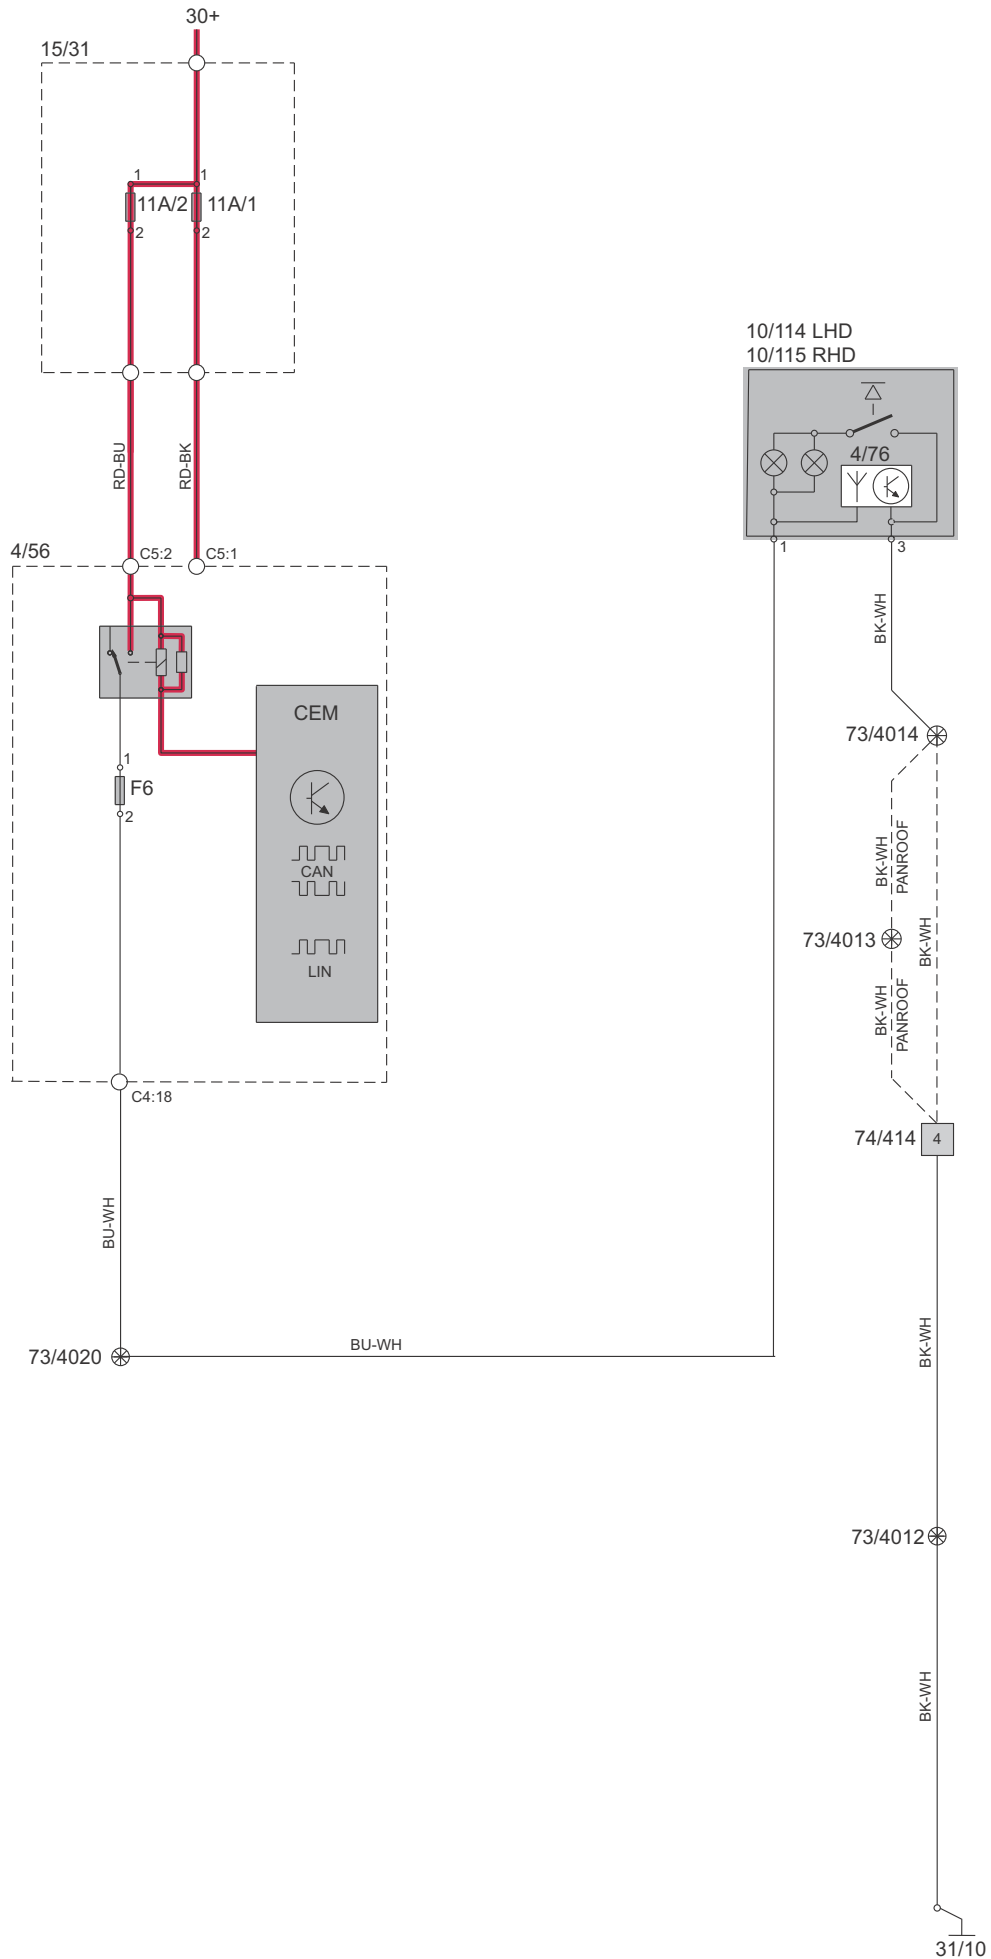 30+
15/31
1
1
11A/2
11A/1
2
2
RD-BU
RD-BK
10/114 LHD
10/115 RHD
4/76
1
3
4/56
C5:2
C5:1
BK-WH
CEM
73/4014
1
F6
2
CAN
LIN
BK-WH
PANROOF
73/4013
BK-WH
BK-WH
PANROOF
C4:18
74/414
4
BU-WH
73/4020
BU-WH
BK-WH
73/4012
BK-WH
31/10